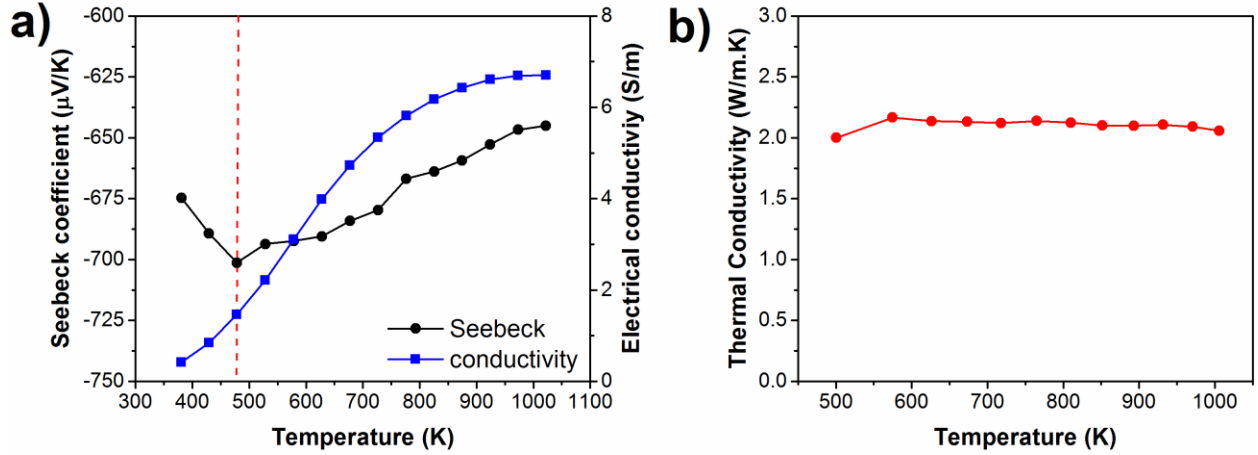 a)
Seebeck coefficient (μV/K)
-600
-625
-650
-675
-700
-725
-750
Electrical conductiviy (S/m)
8
6
4
2
0
Seebeck
conductivity
300 400 500 600 700 800 900 1000 1100
Temperature (K)
b)
Thermal Conductivity (W/m.K)
3.0
2.5
2.0
1.5
1.0
0.5
0.0
500 600 700 800 900 1000
Temperature (K)